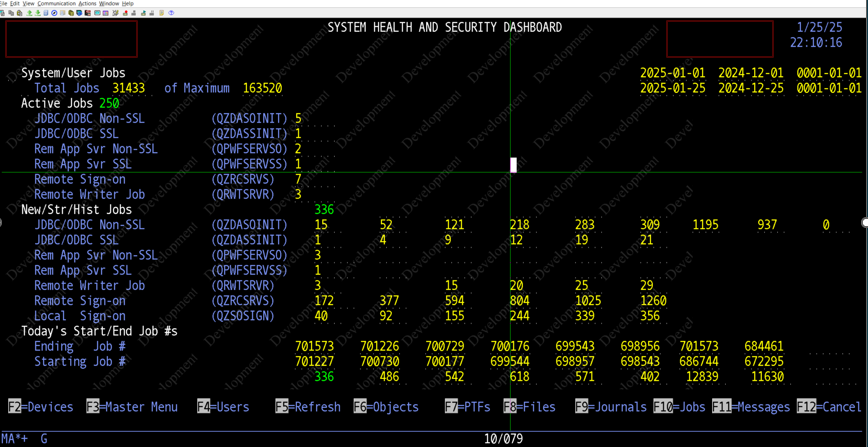 File Edit View Communication Actions Window Help
SYSTEM HEALTH AND SECURITY DASHBOARD 1/25/25
22:10:16
System/User Jobs 2025-01-01 2024-12-01 0001-01-01
Total Jobs 31433 of Maximum 163520 2025-01-25 2024-12-25 0001-01-01
Active Jobs 250
JDBC/ODBC Non-SSL (QZDASOINIT) 5
JDBC/ODBC SSL (QZDASSINIT) 1
Rem App Svr Non-SSL (QPWFSERVSO) 2
Rem App Svr SSL (QPWFSERVSS) 1
Remote Sign-on (QZRCSRVS) 7
Remote Writer Job (QRWTSRVR) 3
New/Str/Hist Jobs 336
JDBC/ODBC Non-SSL (QZDASOINIT) 15 52 121 218 283 309 1195 937 0
JDBC/ODBC SSL (QZDASSINIT) 1 4 9 12 19 21
Rem App Svr Non-SSL (QPWFSERVSO) 3
Rem App Svr SSL (QPWFSERVSS) 1
Remote Writer Job (QRWTSRVR) 3 15 20 25 29
Remote Sign-on (QZRCSRVS) 172 377 594 804 1025 1260
Local Sign-on (QZSOSIGN) 40 92 155 244 339 356
Today's Start/End Job #s
Ending Job # 701573 701226 700729 700176 699543 698956 701573 684461
Starting Job # 701227 700730 700177 699544 698957 698543 686744 672295
336 486 542 618 571 402 12839 11630
F2=Devices F3=Master Menu F4=Users F5=Refresh F6=Objects F7=PTFs F8=Files F9=Journals F10=Jobs F11=Messages F12=Cancel
MA*+ G 10/079
Development